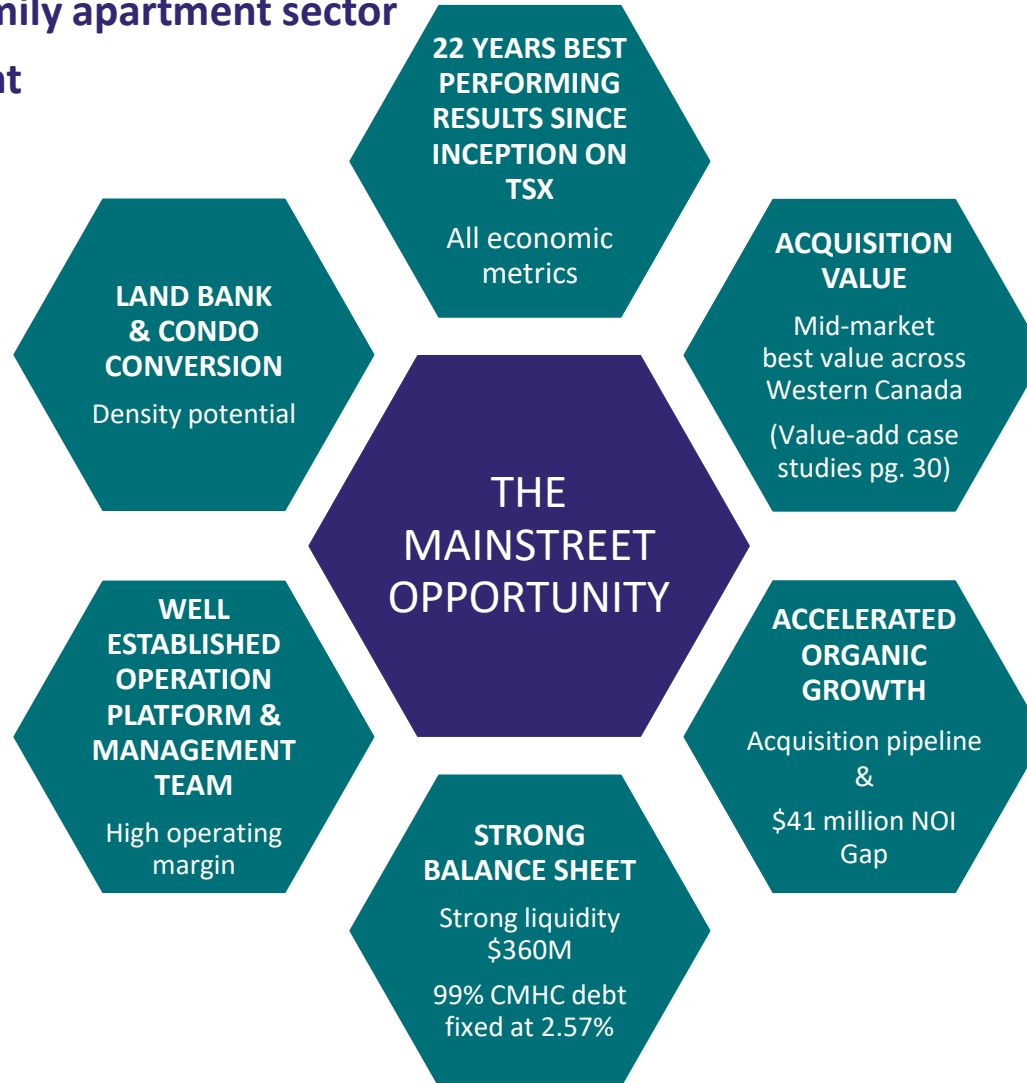 mily apartment sector
nt
22 YEARS BEST
PERFORMING
RESULTS SINCE
INCEPTION ON
TSX
All economic
metrics
ACQUISITION
VALUE
Mid-market
best value across
Western Canada
(Value-add case
studies pg. 30)
LAND BANK
& CONDO
CONVERSION
Density potential
THE
MAINSTREET
OPPORTUNITY
WELL
ESTABLISHED
OPERATION
PLATFORM &
MANAGEMENT
TEAM
High operating
margin
ACCELERATED
ORGANIC
GROWTH
Acquisition pipeline
&
$41 million NOI
Gap
STRONG
BALANCE SHEET
Strong liquidity
$360M
99% CMHC debt
fixed at 2.57%